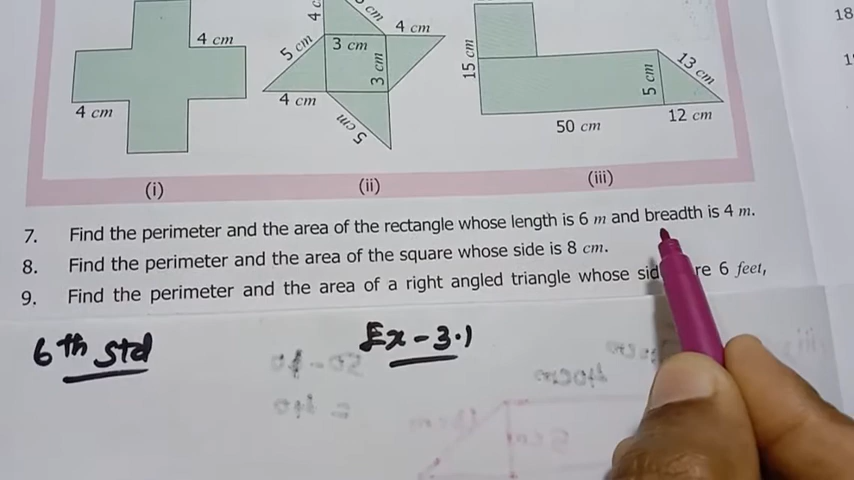 4 cm
5 cm
4 cm
3 cm
3 cm
4 cm
5 cm
15 cm
5 cm
13 cm
50 cm
12 cm
4 cm
(i)
(ii)
(iii)
18
7. Find the perimeter and the area of the rectangle whose length is 6 m and breadth is 4 m.
8. Find the perimeter and the area of the square whose side is 8 cm.
9. Find the perimeter and the area of a right angled triangle whose sid re 6 feet,
6th std
Ex-3.1